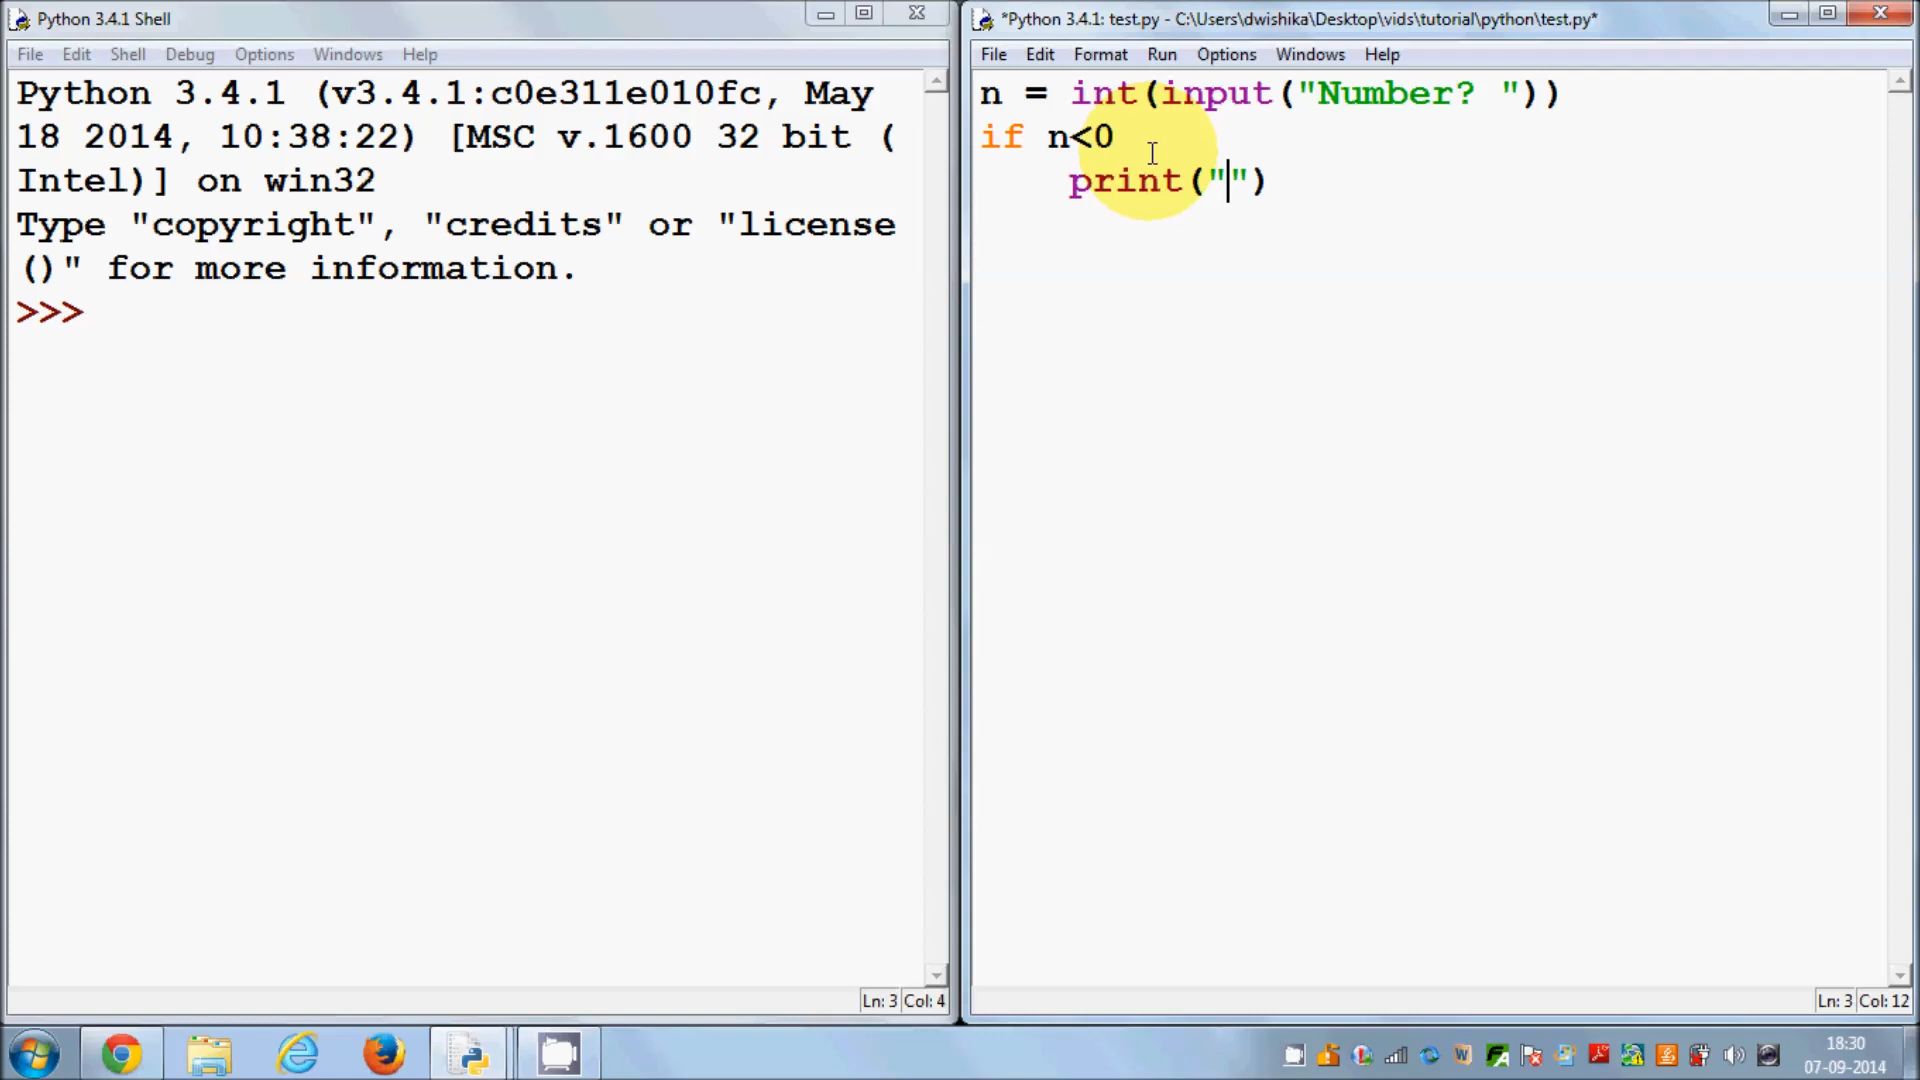 Python 3.4.1 Shell
File Edit Shell Debug Options Windows Help
Python 3.4.1 (v3.4.1:c0e311e010fc, May
18 2014, 10:38:22) [MSC v.1600 32 bit (
Intel)] on win32
Type "copyright", "credits" or "license
()" for more information.
>>>
Ln: 3 Col: 4
*Python 3.4.1: test.py - C:\Users\dwishika\Desktop\vids\tutorial\python\test.py*
File Edit Format Run Options Windows Help
n = int(input("Number? "))
if n<0
    print("")
Ln: 3 Col: 12
18:30
07-09-2014